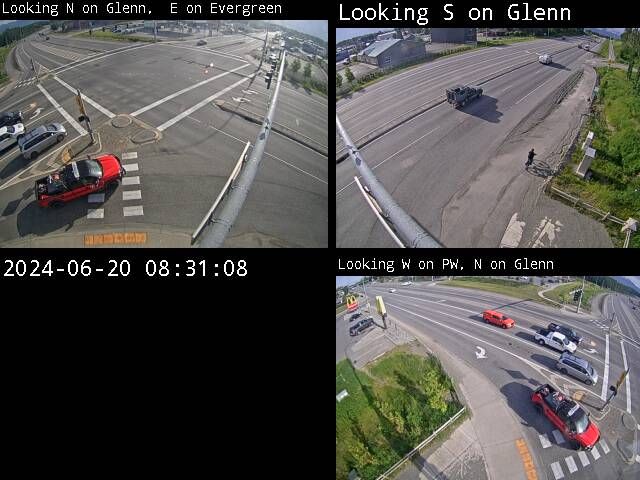 Looking N on Glenn,  E on Evergreen
Looking S on Glenn
2024-06-20 08:31:08
Looking W on PW, N on Glenn